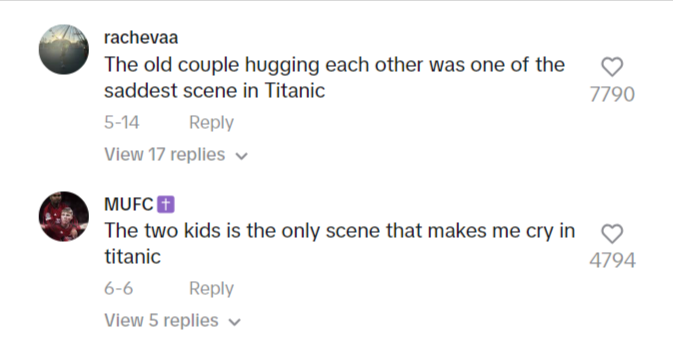 rachevaa
The old couple hugging each other was one of the
saddest scene in Titanic
7790
5-14 Reply
View 17 replies
MUFC✝️
The two kids is the only scene that makes me cry in
titanic
4794
6-6 Reply
View 5 replies